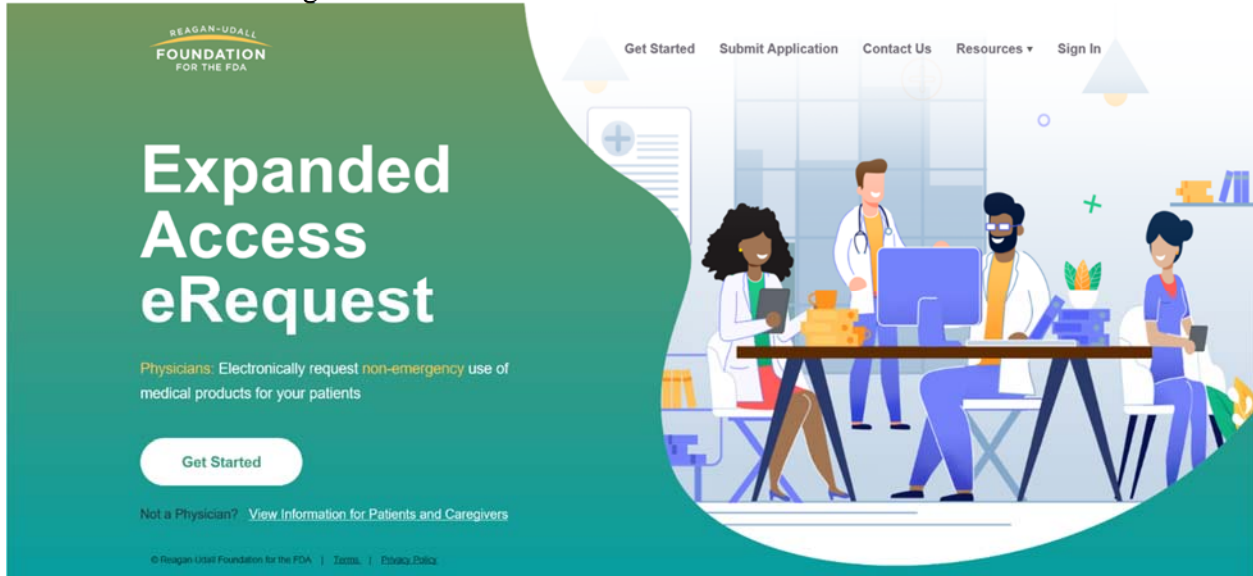 REAGAN-UDALL
FOUNDATION
FOR THE FDA
Get Started Submit Application Contact Us Resources ▾ Sign In
Expanded
Access
eRequest
Physicians: Electronically request non-emergency use of
medical products for your patients
Get Started
Not a Physician? View Information for Patients and Caregivers
© Reagan-Udall Foundation for the FDA | Terms | Privacy Policy